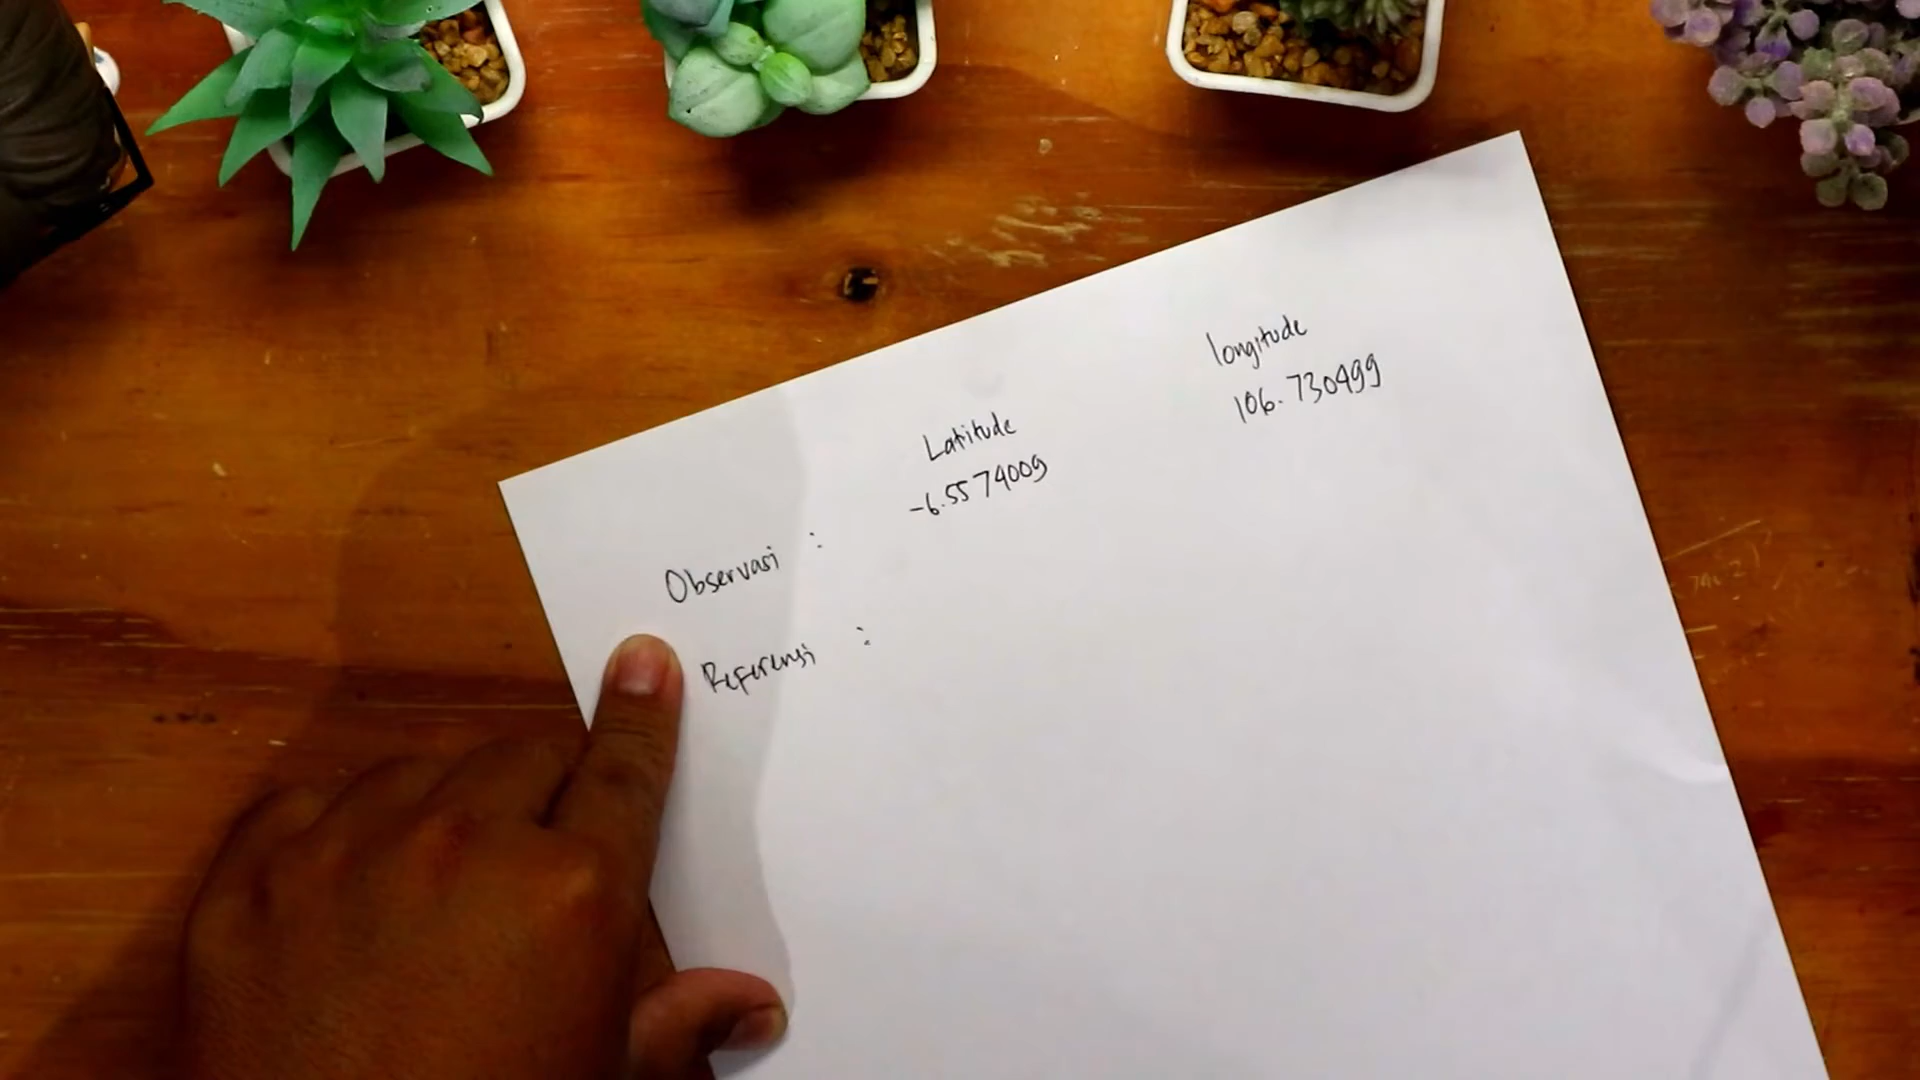 Latitude longitude
Observasi : -6.5574009 106.730499
Referensi :